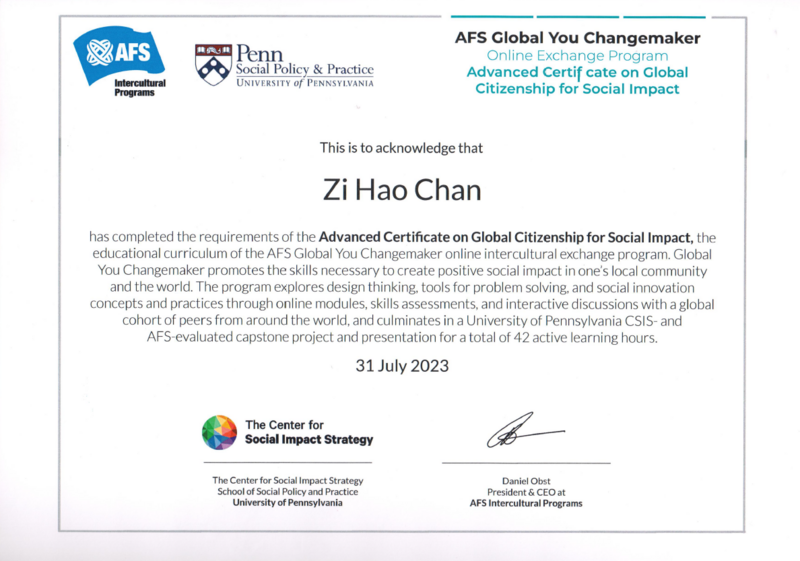 AFS
Intercultural
Programs
Penn
Social Policy & Practice
UNIVERSITY of PENNSYLVANIA
AFS Global You Changemaker
Online Exchange Program
Advanced Certif cate on Global
Citizenship for Social Impact
This is to acknowledge that
Zi Hao Chan
has completed the requirements of the Advanced Certificate on Global Citizenship for Social Impact, the
educational curriculum of the AFS Global You Changemaker online intercultural exchange program. Global
You Changemaker promotes the skills necessary to create positive social impact in one's local community
and the world. The program explores design thinking, tools for problem solving, and social innovation
concepts and practices through online modules, skills assessments, and interactive discussions with a global
cohort of peers from around the world, and culminates in a University of Pennsylvania CSIS- and
AFS-evaluated capstone project and presentation for a total of 42 active learning hours.
31 July 2023
The Center for
Social Impact Strategy
The Center for Social Impact Strategy
School of Social Policy and Practice
University of Pennsylvania
Daniel Obst
President & CEO at
AFS Intercultural Programs